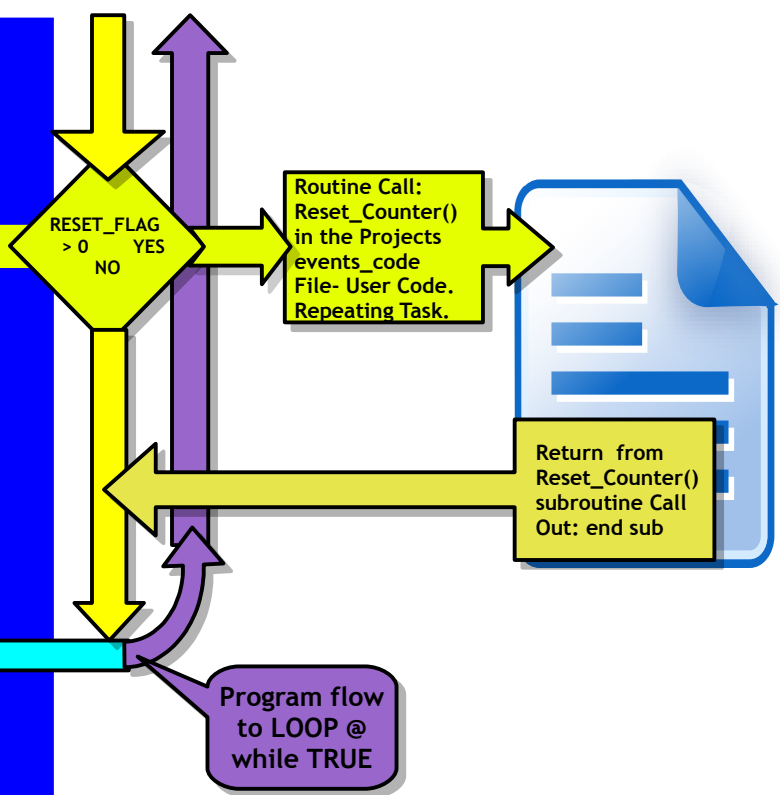 RESET_FLAG
> 0 YES
NO
Routine Call:
Reset_Counter()
in the Projects
events_code
File- User Code.
Repeating Task.
Return from
Reset_Counter()
subroutine Call
Out: end sub
Program flow
to LOOP @
while TRUE